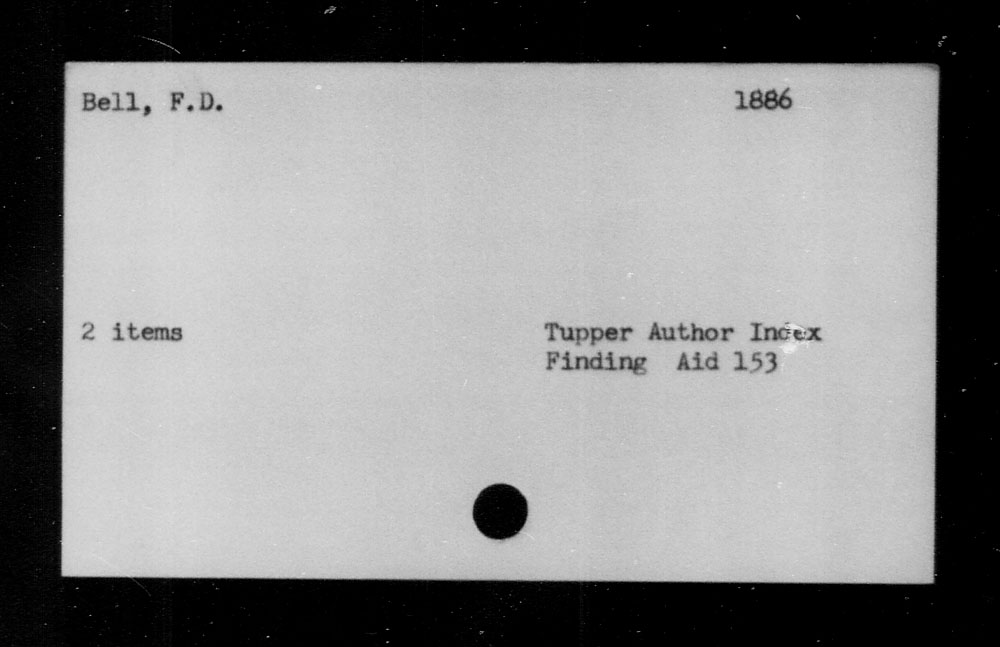 Bell, F.D. 1886
2 items Tupper Author Index
Finding Aid 153